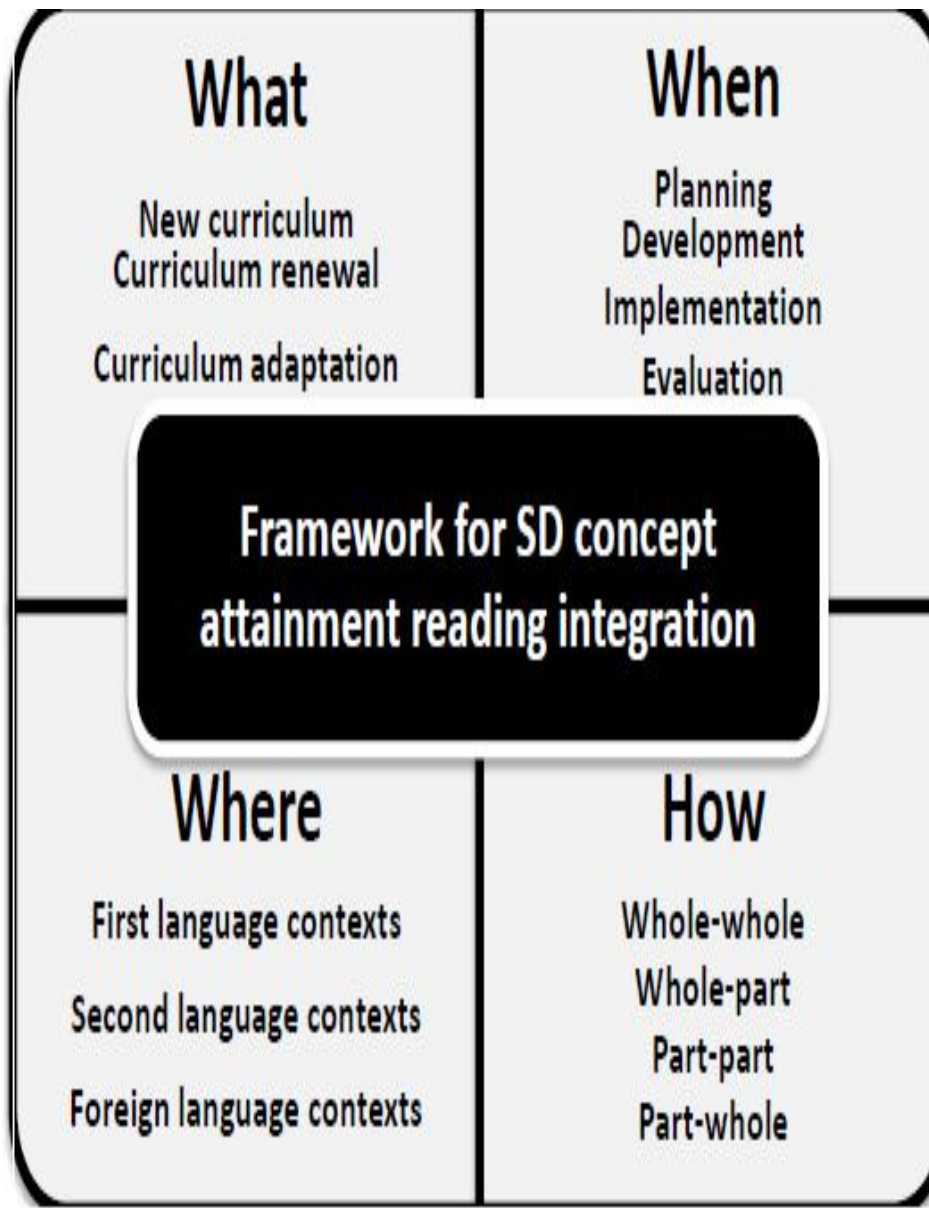 What
New curriculum
Curriculum renewal
Curriculum adaptation
When
Planning
Development
Implementation
Evaluation
Framework for SD concept
attainment reading integration
Where
First language contexts
Second language contexts
Foreign language contexts
How
Whole-whole
Whole-part
Part-part
Part-whole